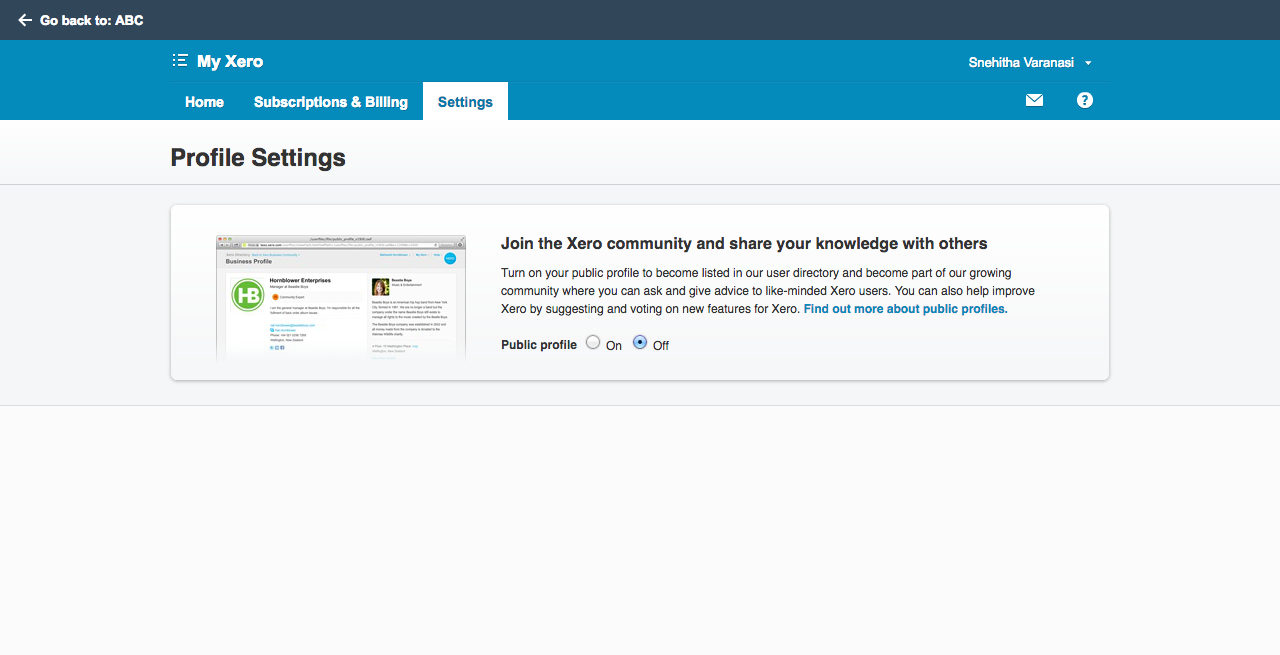 Go back to: ABC
My Xero
Snehitha Varanasi
Home
Subscriptions & Billing
Settings
?
Profile Settings
Business Profile
Hornblower Enterprises
Manager at Beastie Boys
HB
Community Expert
Beastie Boys
Music & Entertainment
Join the Xero community and share your knowledge with others
Turn on your public profile to become listed in our user directory and become part of our growing
community where you can ask and give advice to like-minded Xero users. You can also help improve
Xero by suggesting and voting on new features for Xero. Find out more about public profiles.
Public profile On Off